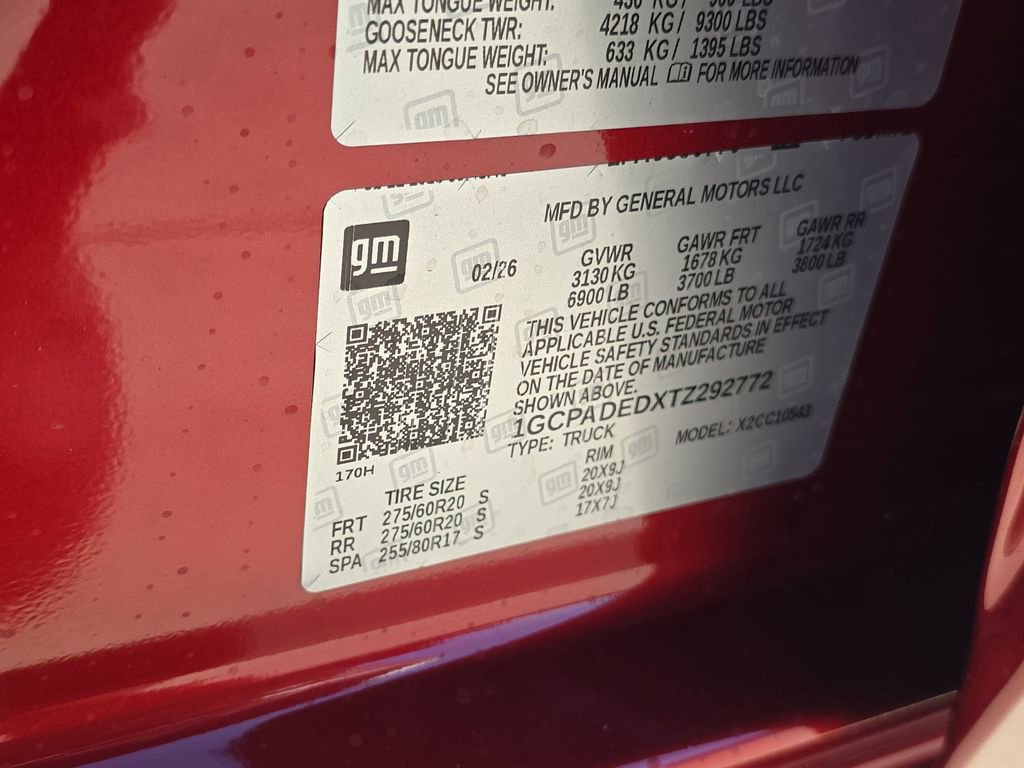 MAX TONGUE WEIGHT: 430 KG / 900 LBS
GOOSENECK TWR: 4218 KG / 9300 LBS
MAX TONGUE WEIGHT: 633 KG / 1395 LBS
SEE OWNER'S MANUAL FOR MORE INFORMATION
MFD BY GENERAL MOTORS LLC
gm
02/26
GVWR GAWR FRT GAWR RR
3130 KG 1678 KG 1724 KG
6900 LB 3700 LB 3800 LB
THIS VEHICLE CONFORMS TO ALL
APPLICABLE U.S. FEDERAL MOTOR
VEHICLE SAFETY STANDARDS IN EFFECT
ON THE DATE OF MANUFACTURE
SHOWN ABOVE.
1GCPADEDXTZ292772
TYPE: TRUCK MODEL: X2CC10543
170H
TIRE SIZE RIM
FRT 275/60R20 S 20X9J
RR 275/60R20 S 20X9J
SPA 255/80R17 S 17X7J